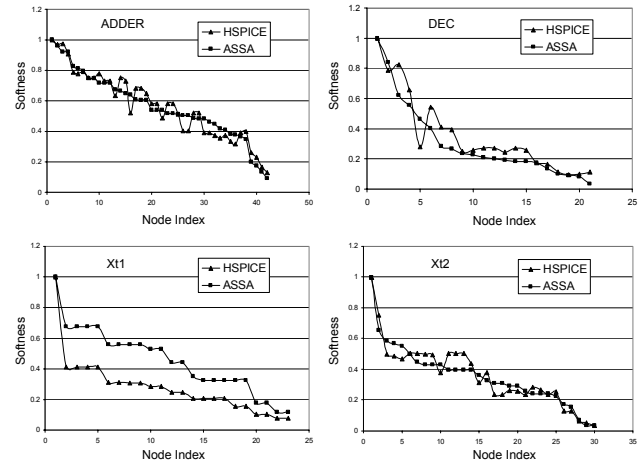 ADDER
HSPICE
ASSA
Softness
1.2
1
0.8
0.6
0.4
0.2
0
0 10 20 30 40 50
Node Index
DEC
HSPICE
ASSA
Softness
1.2
1
0.8
0.6
0.4
0.2
0
0 5 10 15 20 25
Node Index
Xt1
HSPICE
ASSA
Softness
1.2
1
0.8
0.6
0.4
0.2
0
0 5 10 15 20 25
Node Index
Xt2
HSPICE
ASSA
Softness
1.2
1
0.8
0.6
0.4
0.2
0
0 5 10 15 20 25 30 35
Node Index